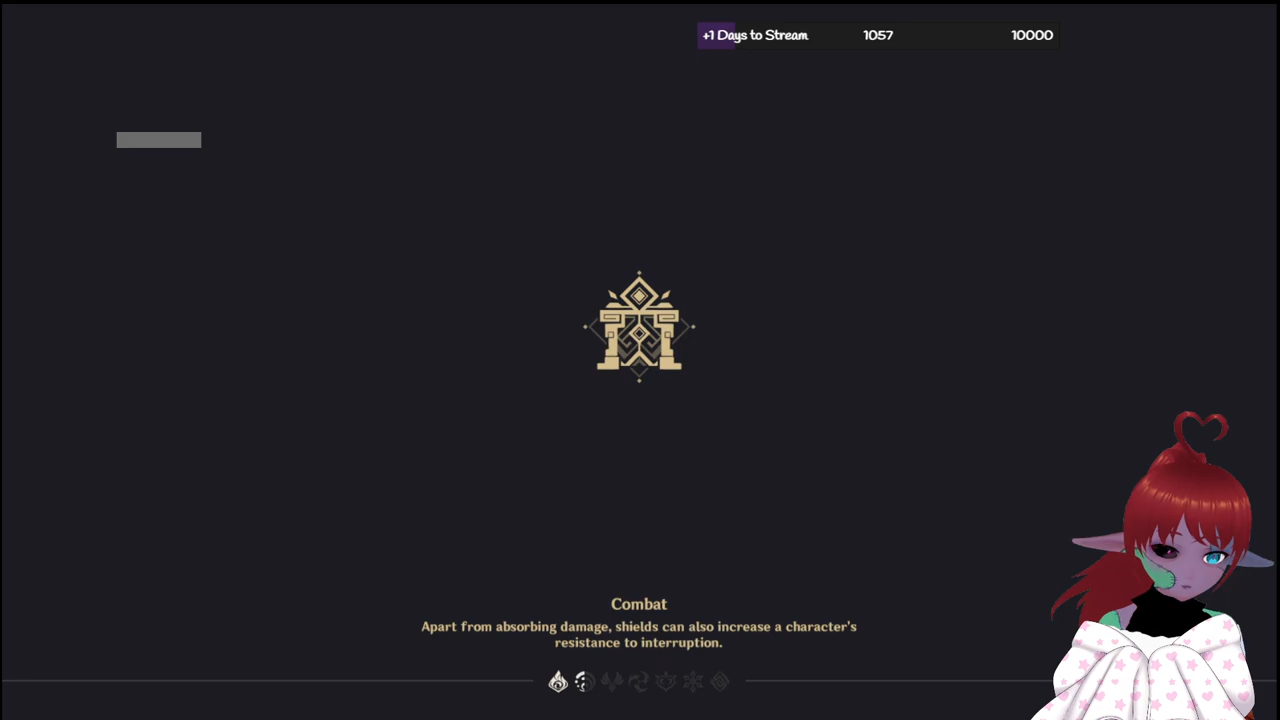 +1 Days to Stream 1057 10000
Combat
Apart from absorbing damage, shields can also increase a character's
resistance to interruption.